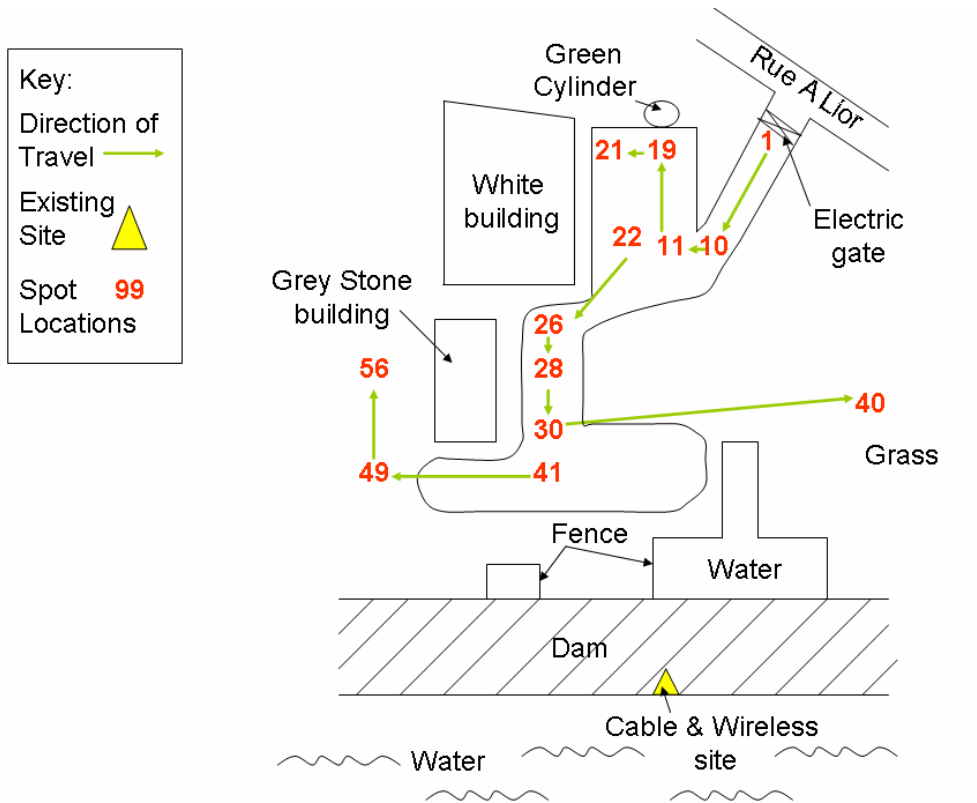 Key:
Direction of
Travel
Existing
Site
Spot 99
Locations
Green
Cylinder
Rue A Lior
21 19 1
White
building
22 11 10
Electric
gate
Grey Stone
building
26
56 28
40
30
Grass
49 41
Fence
Water
Dam
Cable & Wireless
site
Water